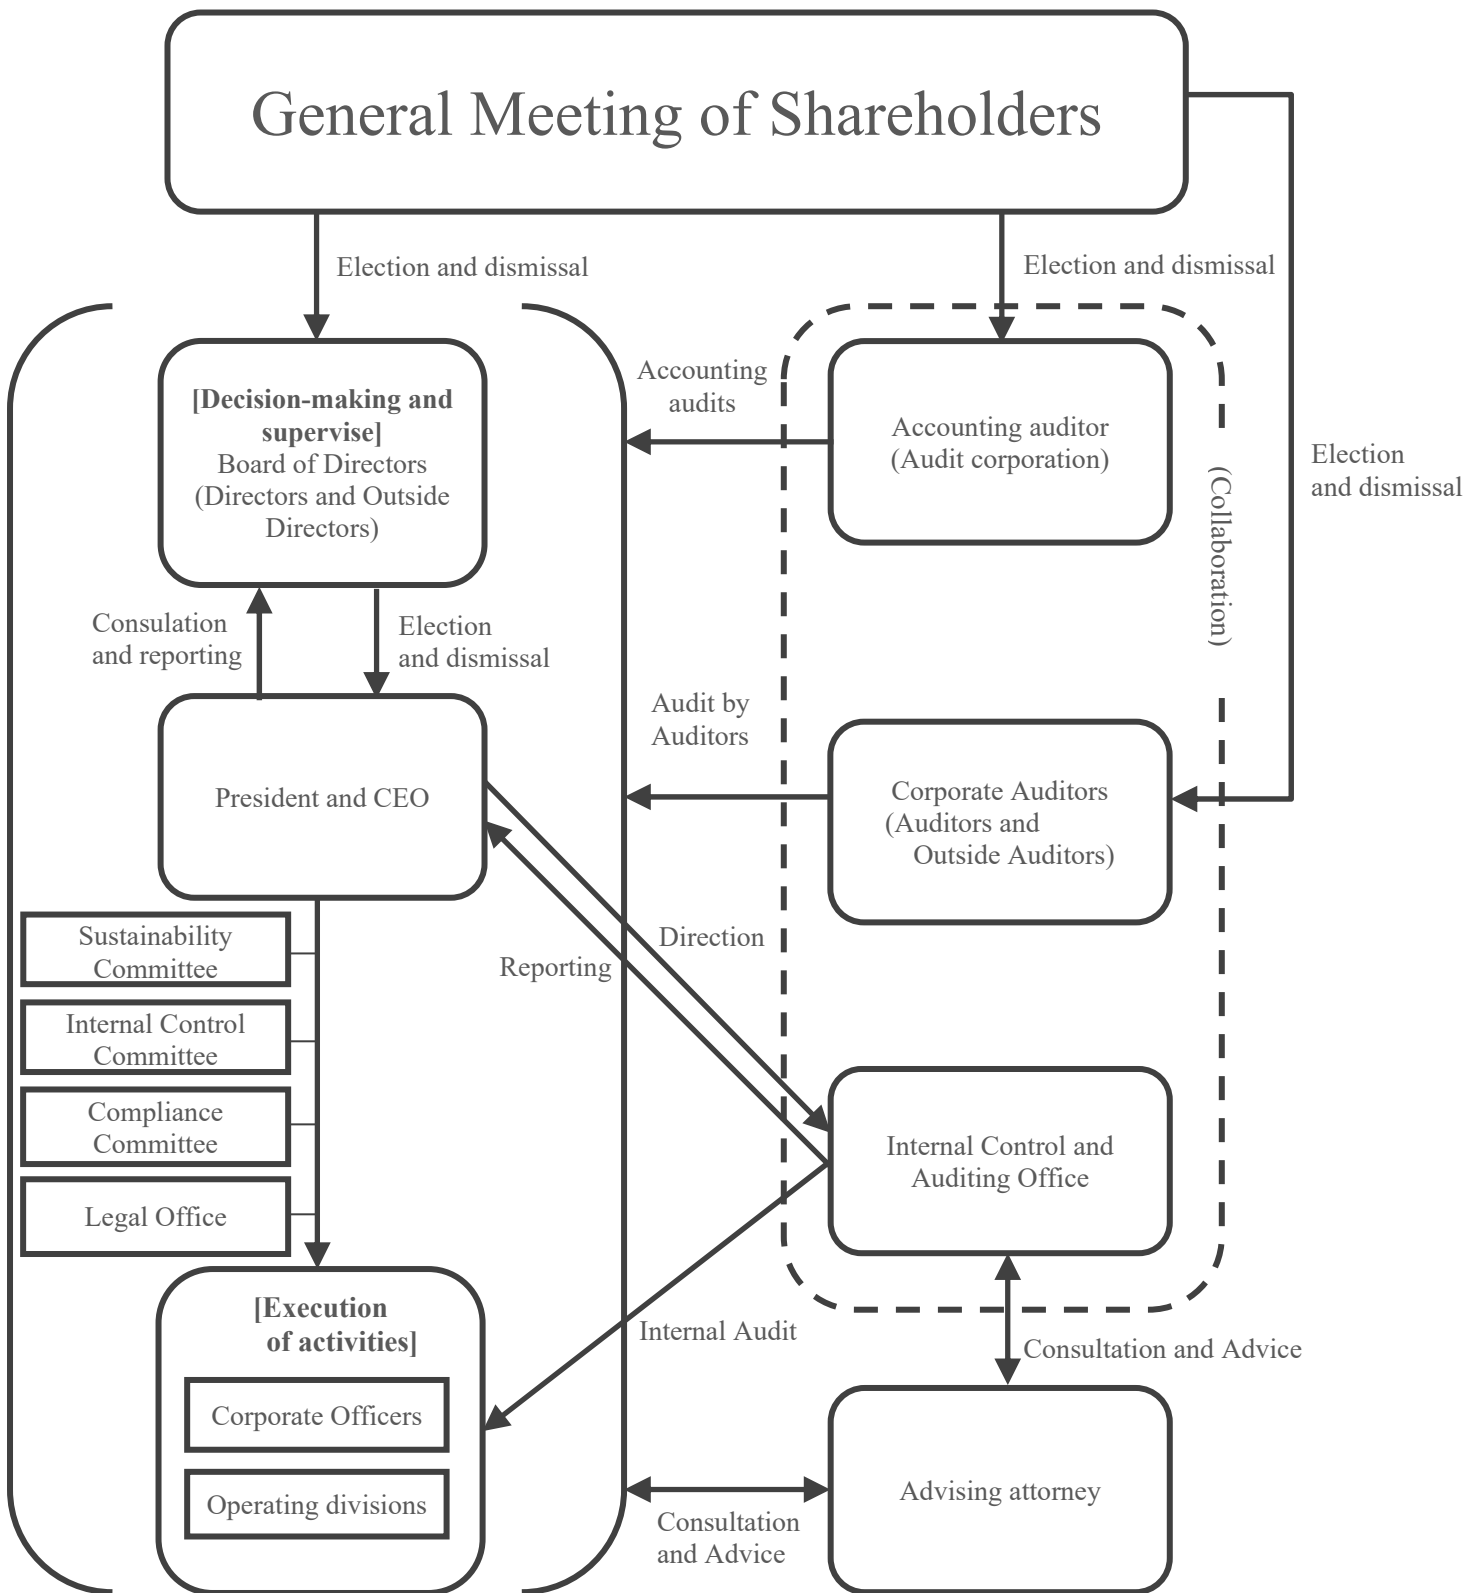 General Meeting of Shareholders
Election and dismissal
Election and dismissal
Election
and dismissal
[Decision-making and
supervise]
Board of Directors
(Directors and Outside
Directors)
Accounting
audits
Accounting auditor
(Audit corporation)
(Collaboration)
Consulation
and reporting
Election
and dismissal
President and CEO
Audit by
Auditors
Corporate Auditors
(Auditors and
Outside Auditors)
Direction
Reporting
Sustainability
Committee
Internal Control
Committee
Compliance
Committee
Legal Office
Internal Control and
Auditing Office
[Execution
of activities]
Corporate Officers
Operating divisions
Internal Audit
Consultation and Advice
Consultation
and Advice
Advising attorney